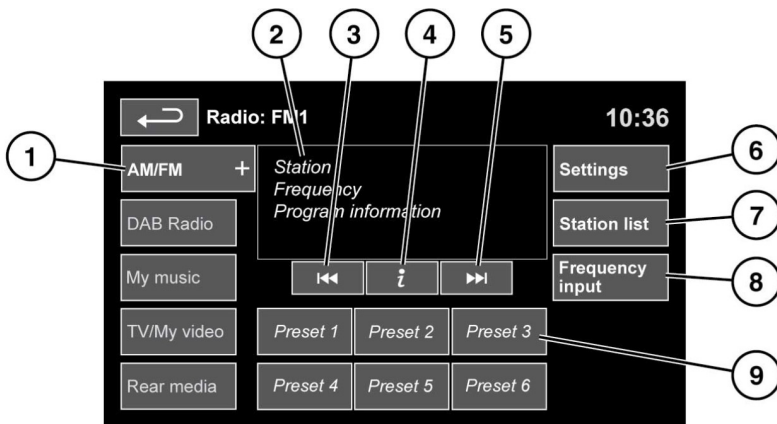 2
3
4
5
Radio: FM1
10:36
1
AM/FM +
Station
Frequency
Program information
Settings
6
DAB Radio
Station list
7
My music
i
Frequency
input
8
TV/My video
Preset 1
Preset 2
Preset 3
9
Rear media
Preset 4
Preset 5
Preset 6